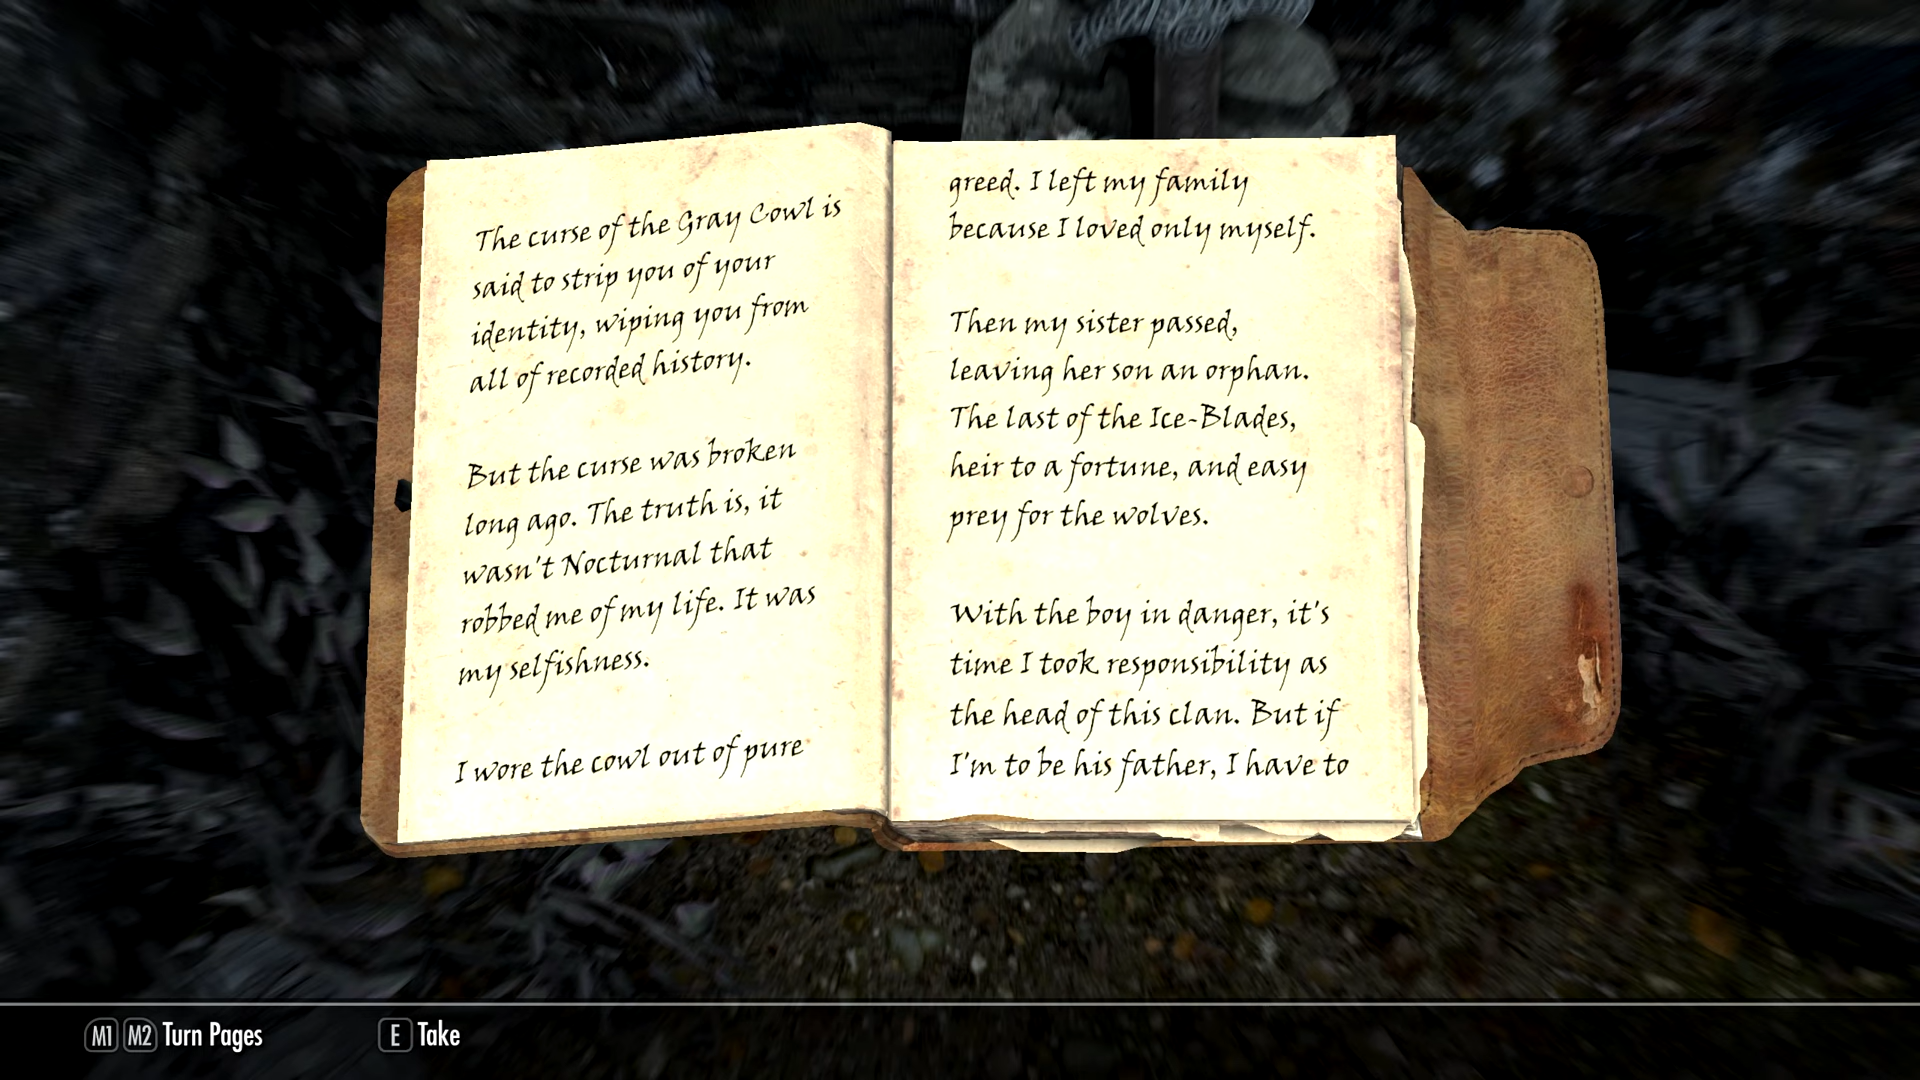 The curse of the Gray Cowl is
said to strip you of your
identity, wiping you from
all of recorded history.
But the curse was broken
long ago. The truth is, it
wasn't Nocturnal that
robbed me of my life. It was
my selfishness.
I wore the cowl out of pure
greed. I left my family
because I loved only myself.
Then my sister passed,
leaving her son an orphan.
The last of the Ice-Blades,
heir to a fortune, and easy
prey for the wolves.
With the boy in danger, it's
time I took responsibility as
the head of this clan. But if
I'm to be his father, I have to
M1 M2 Turn Pages
E Take